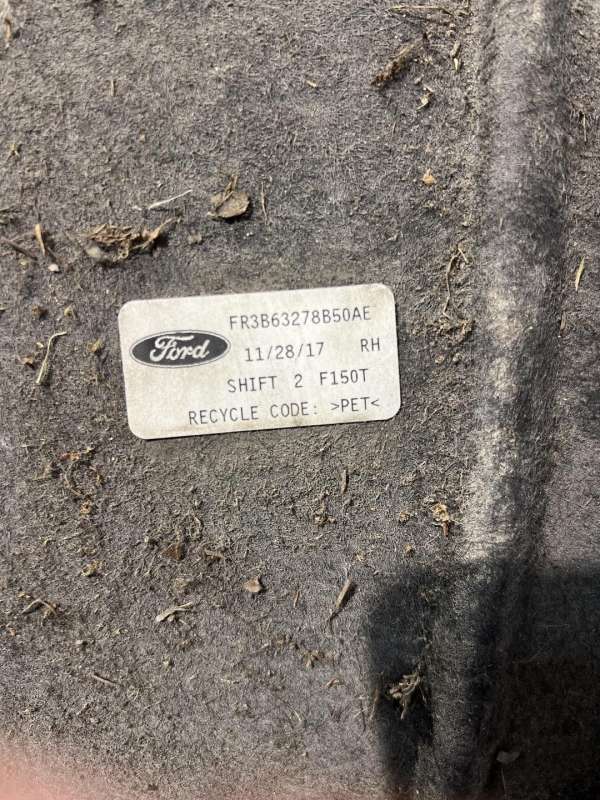 FR3B63278B50AE
Ford
11/28/17 RH
SHIFT 2 F150T
RECYCLE CODE: >PET<